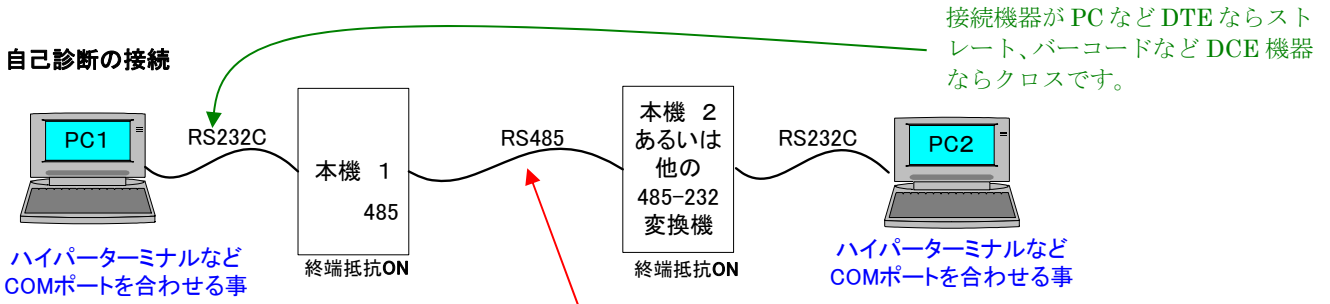 接続機器が PC など DTE ならスト
レート、バーコードなど DCE 機器
ならクロスです。
自己診断の接続
PC1
RS232C
本機 1
485
終端抵抗ON
RS485
本機 2
あるいは
他の
485-232
変換機
終端抵抗ON
RS232C
PC2
ハイパーターミナルなど
COMポートを合わせる事
ハイパーターミナルなど
COMポートを合わせる事